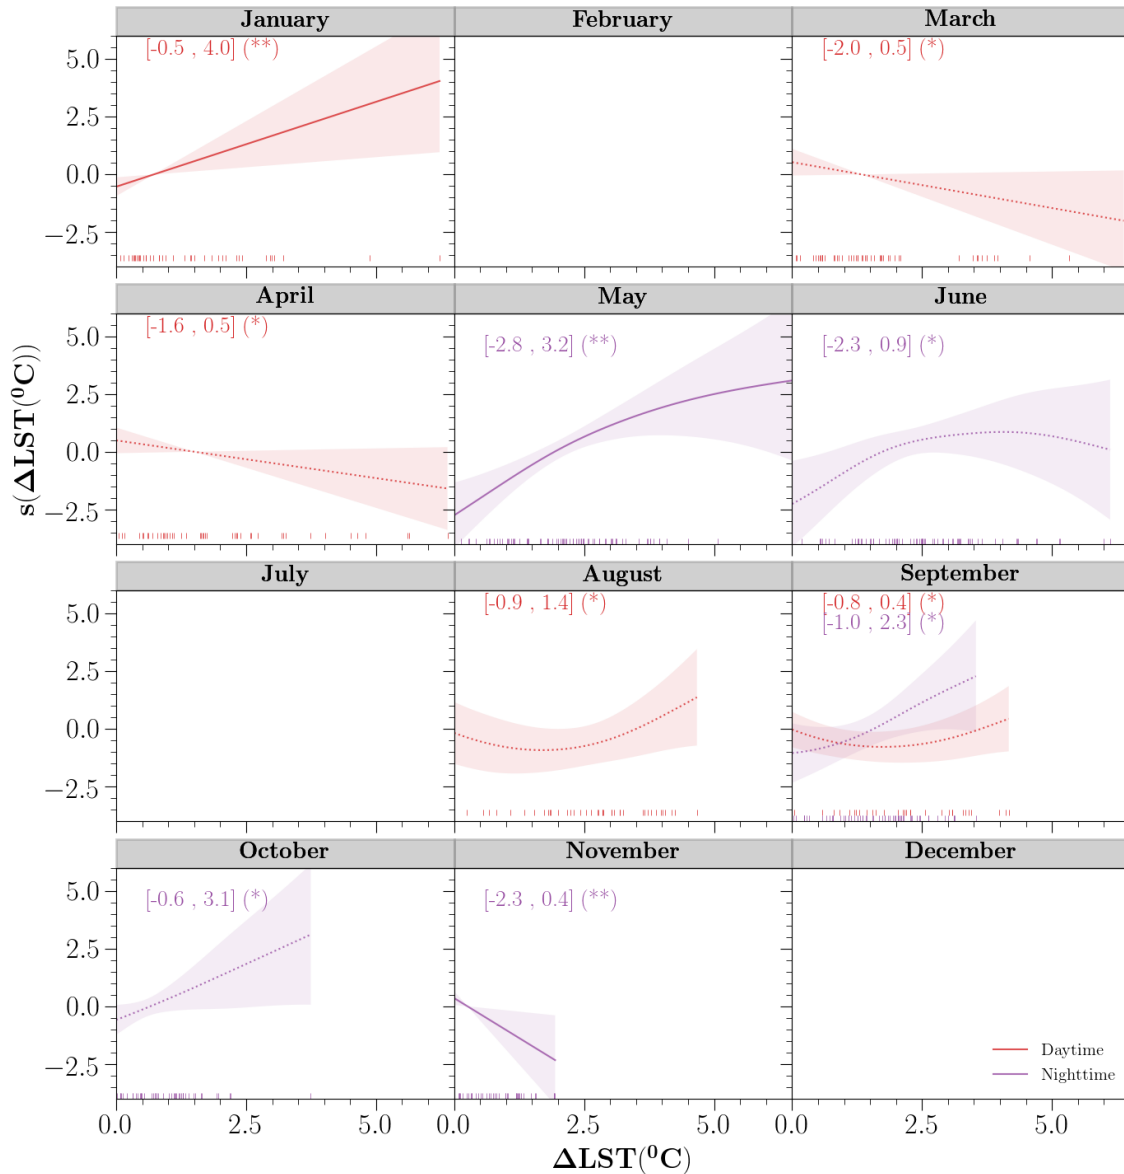 January February March
[-0.5 , 4.0] (**) [-2.0 , 0.5] (*)
5.0
2.5
0.0
−2.5
April May June
[-1.6 , 0.5] (*) [-2.8 , 3.2] (**) [-2.3 , 0.9] (*)
5.0
2.5
0.0
−2.5
s(ΔLST(⁰C))
July August September
[-0.9 , 1.4] (*) [-0.8 , 0.4] (*)
[-1.0 , 2.3] (*)
5.0
2.5
0.0
−2.5
October November December
[-0.6 , 3.1] (*) [-2.3 , 0.4] (**)
5.0
2.5
0.0
−2.5
Daytime
Nighttime
0.0 2.5 5.0 0.0 2.5 5.0 0.0 2.5 5.0
ΔLST(⁰C)